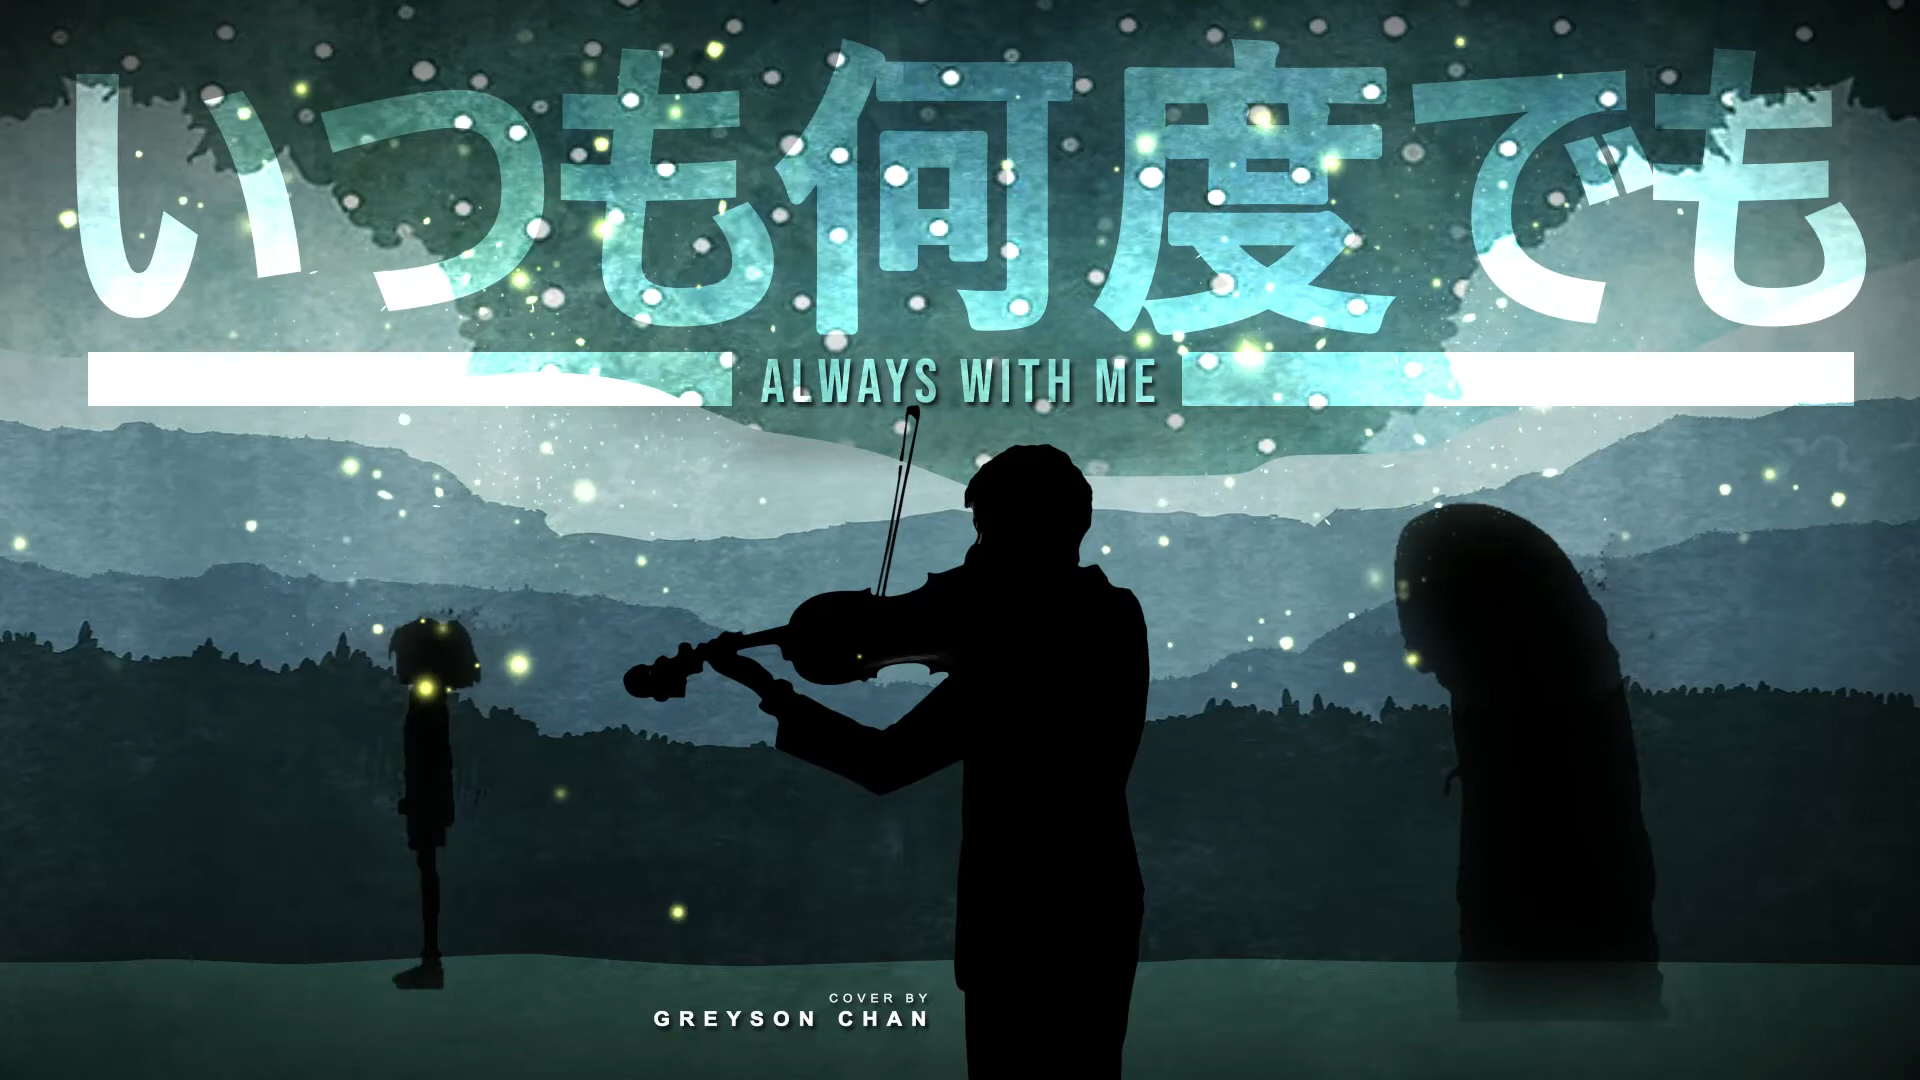 いつも何度でも
ALWAYS WITH ME
COVER BY
GREYSON CHAN